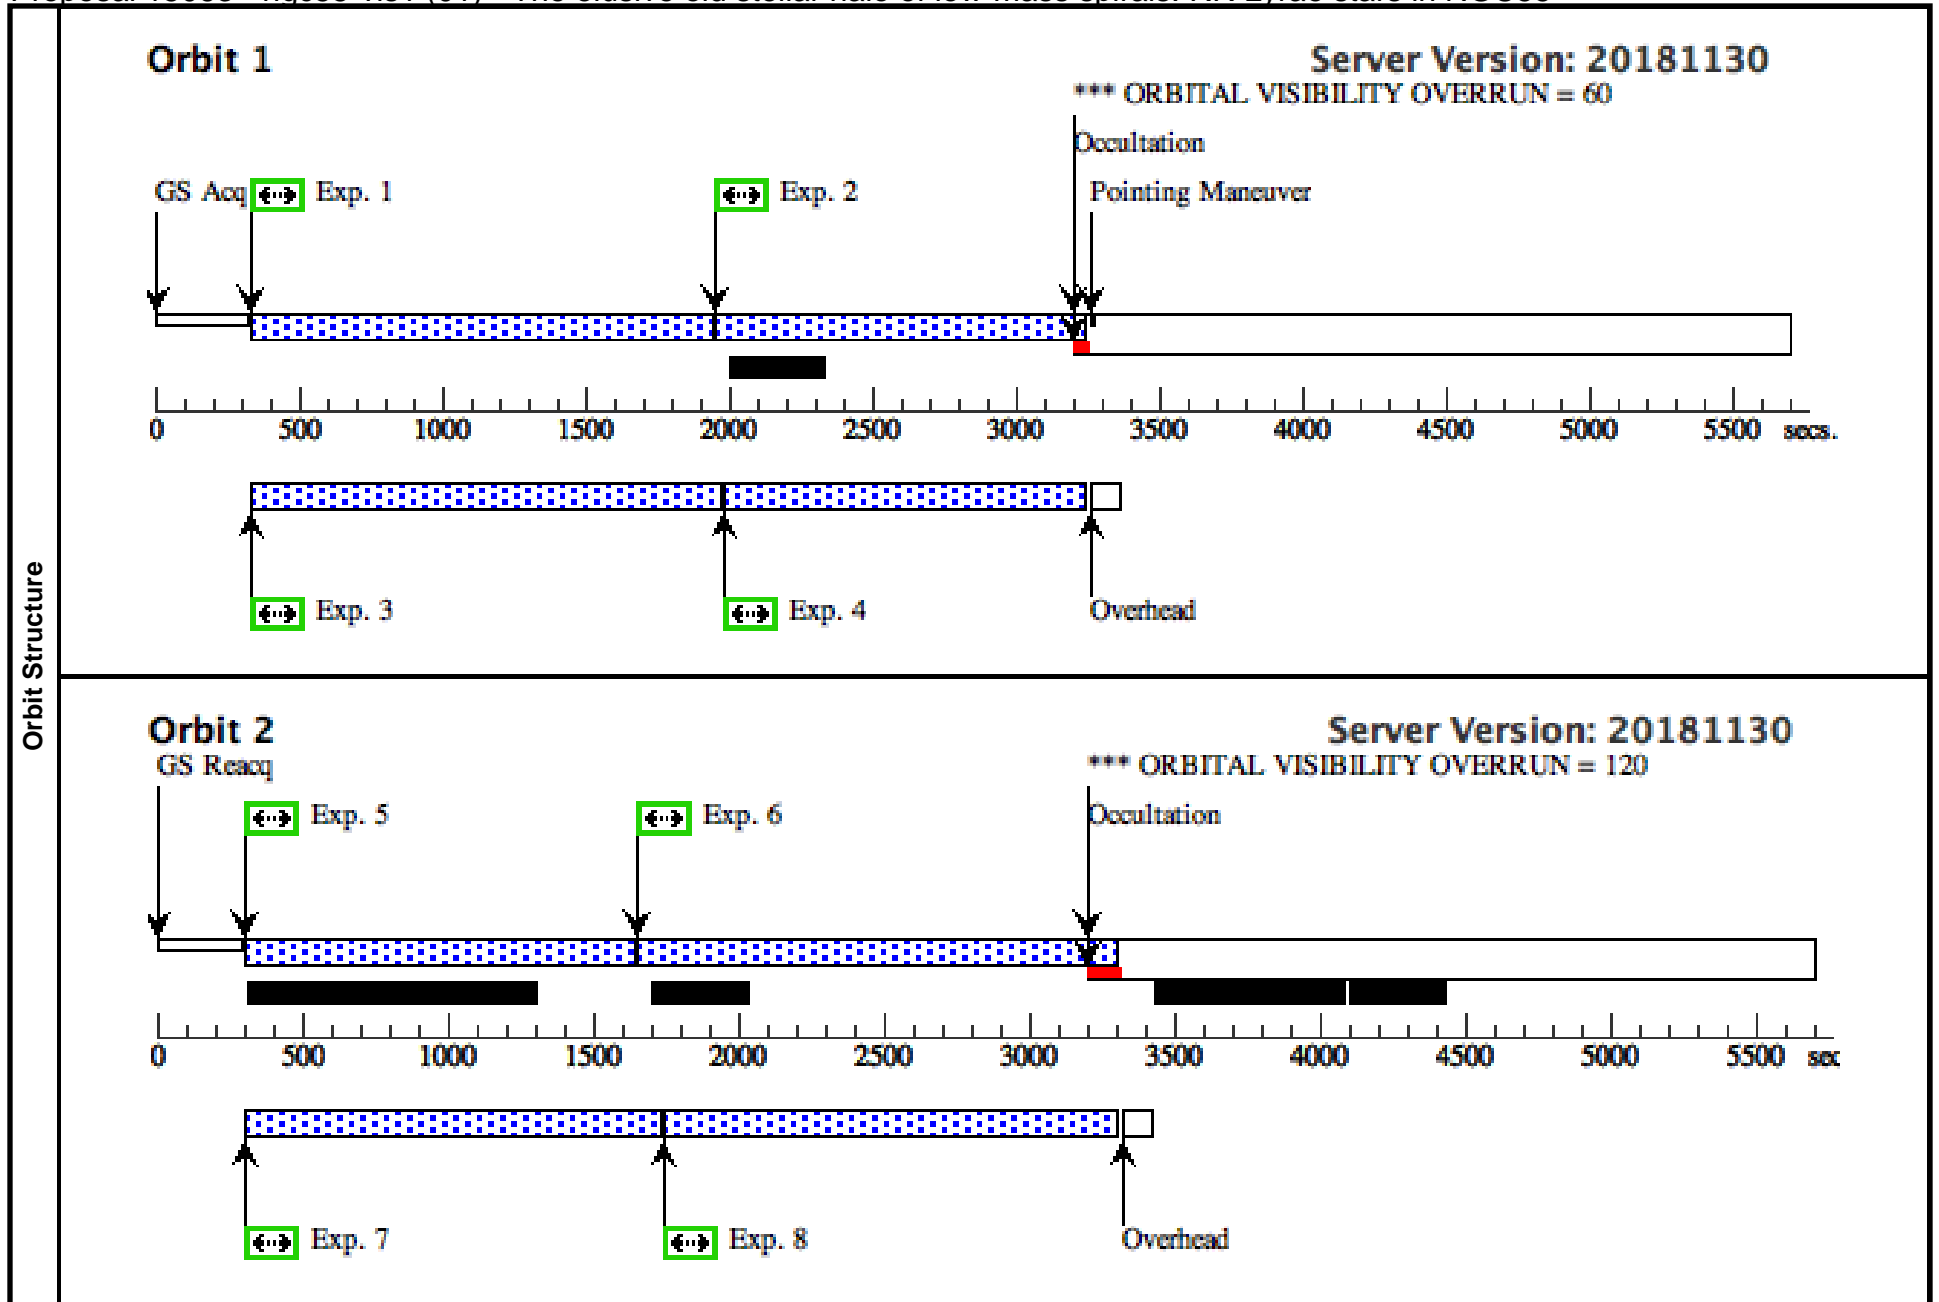 Orbit Structure
Orbit 1
Server Version: 20181130
*** ORBITAL VISIBILITY OVERRUN = 60
Occultation
GS Acq
Exp. 1
Exp. 2
Pointing Maneuver
0 500 1000 1500 2000 2500 3000 3500 4000 4500 5000 5500 secs.
Exp. 3
Exp. 4
Overhead
Orbit 2
Server Version: 20181130
GS Reacq
*** ORBITAL VISIBILITY OVERRUN = 120
Exp. 5
Exp. 6
Occultation
0 500 1000 1500 2000 2500 3000 3500 4000 4500 5000 5500 sec
Exp. 7
Exp. 8
Overhead